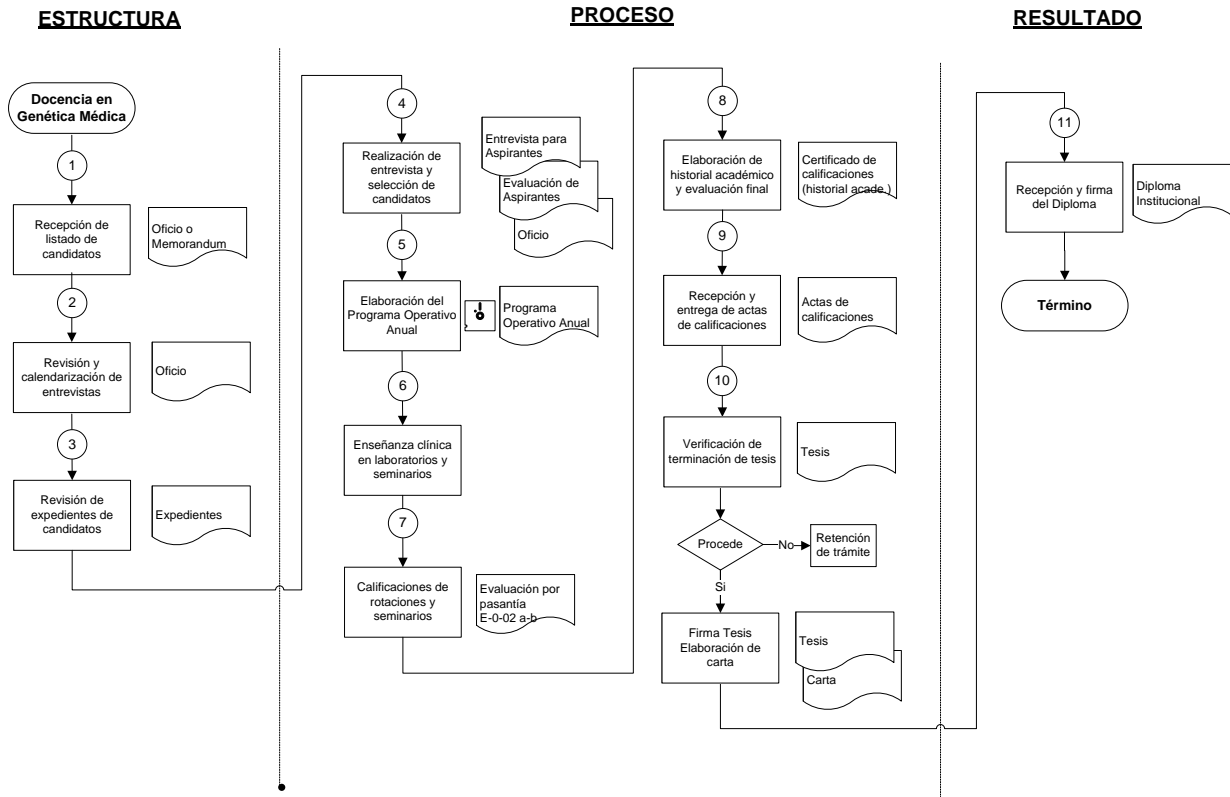 ESTRUCTURA
PROCESO
RESULTADO
Docencia en
Genética Médica
1
Recepción de
listado de
candidatos
Oficio o
Memorandum
2
Revisión y
calendarización de
entrevistas
Oficio
3
Revisión de
expedientes de
candidatos
Expedientes
4
Realización de
entrevista y
selección de
candidatos
Entrevista para
Aspirantes
Evaluación de
Aspirantes
Oficio
5
Elaboración del
Programa Operativo
Anual
Programa
Operativo Anual
6
Enseñanza clínica
en laboratorios y
seminarios
7
Calificaciones de
rotaciones y
seminarios
Evaluación por
pasantía
E-0-02 a-b
8
Elaboración de
historial académico
y evaluación final
Certificado de
calificaciones
(historial acade.)
9
Recepción y
entrega de actas
de calificaciones
Actas de
calificaciones
10
Verificación de
terminación de tesis
Tesis
Procede
No
Retención
de trámite
Si
Firma Tesis
Elaboración de
carta
Tesis
Carta
11
Recepción y firma
del Diploma
Diploma
Institucional
Término